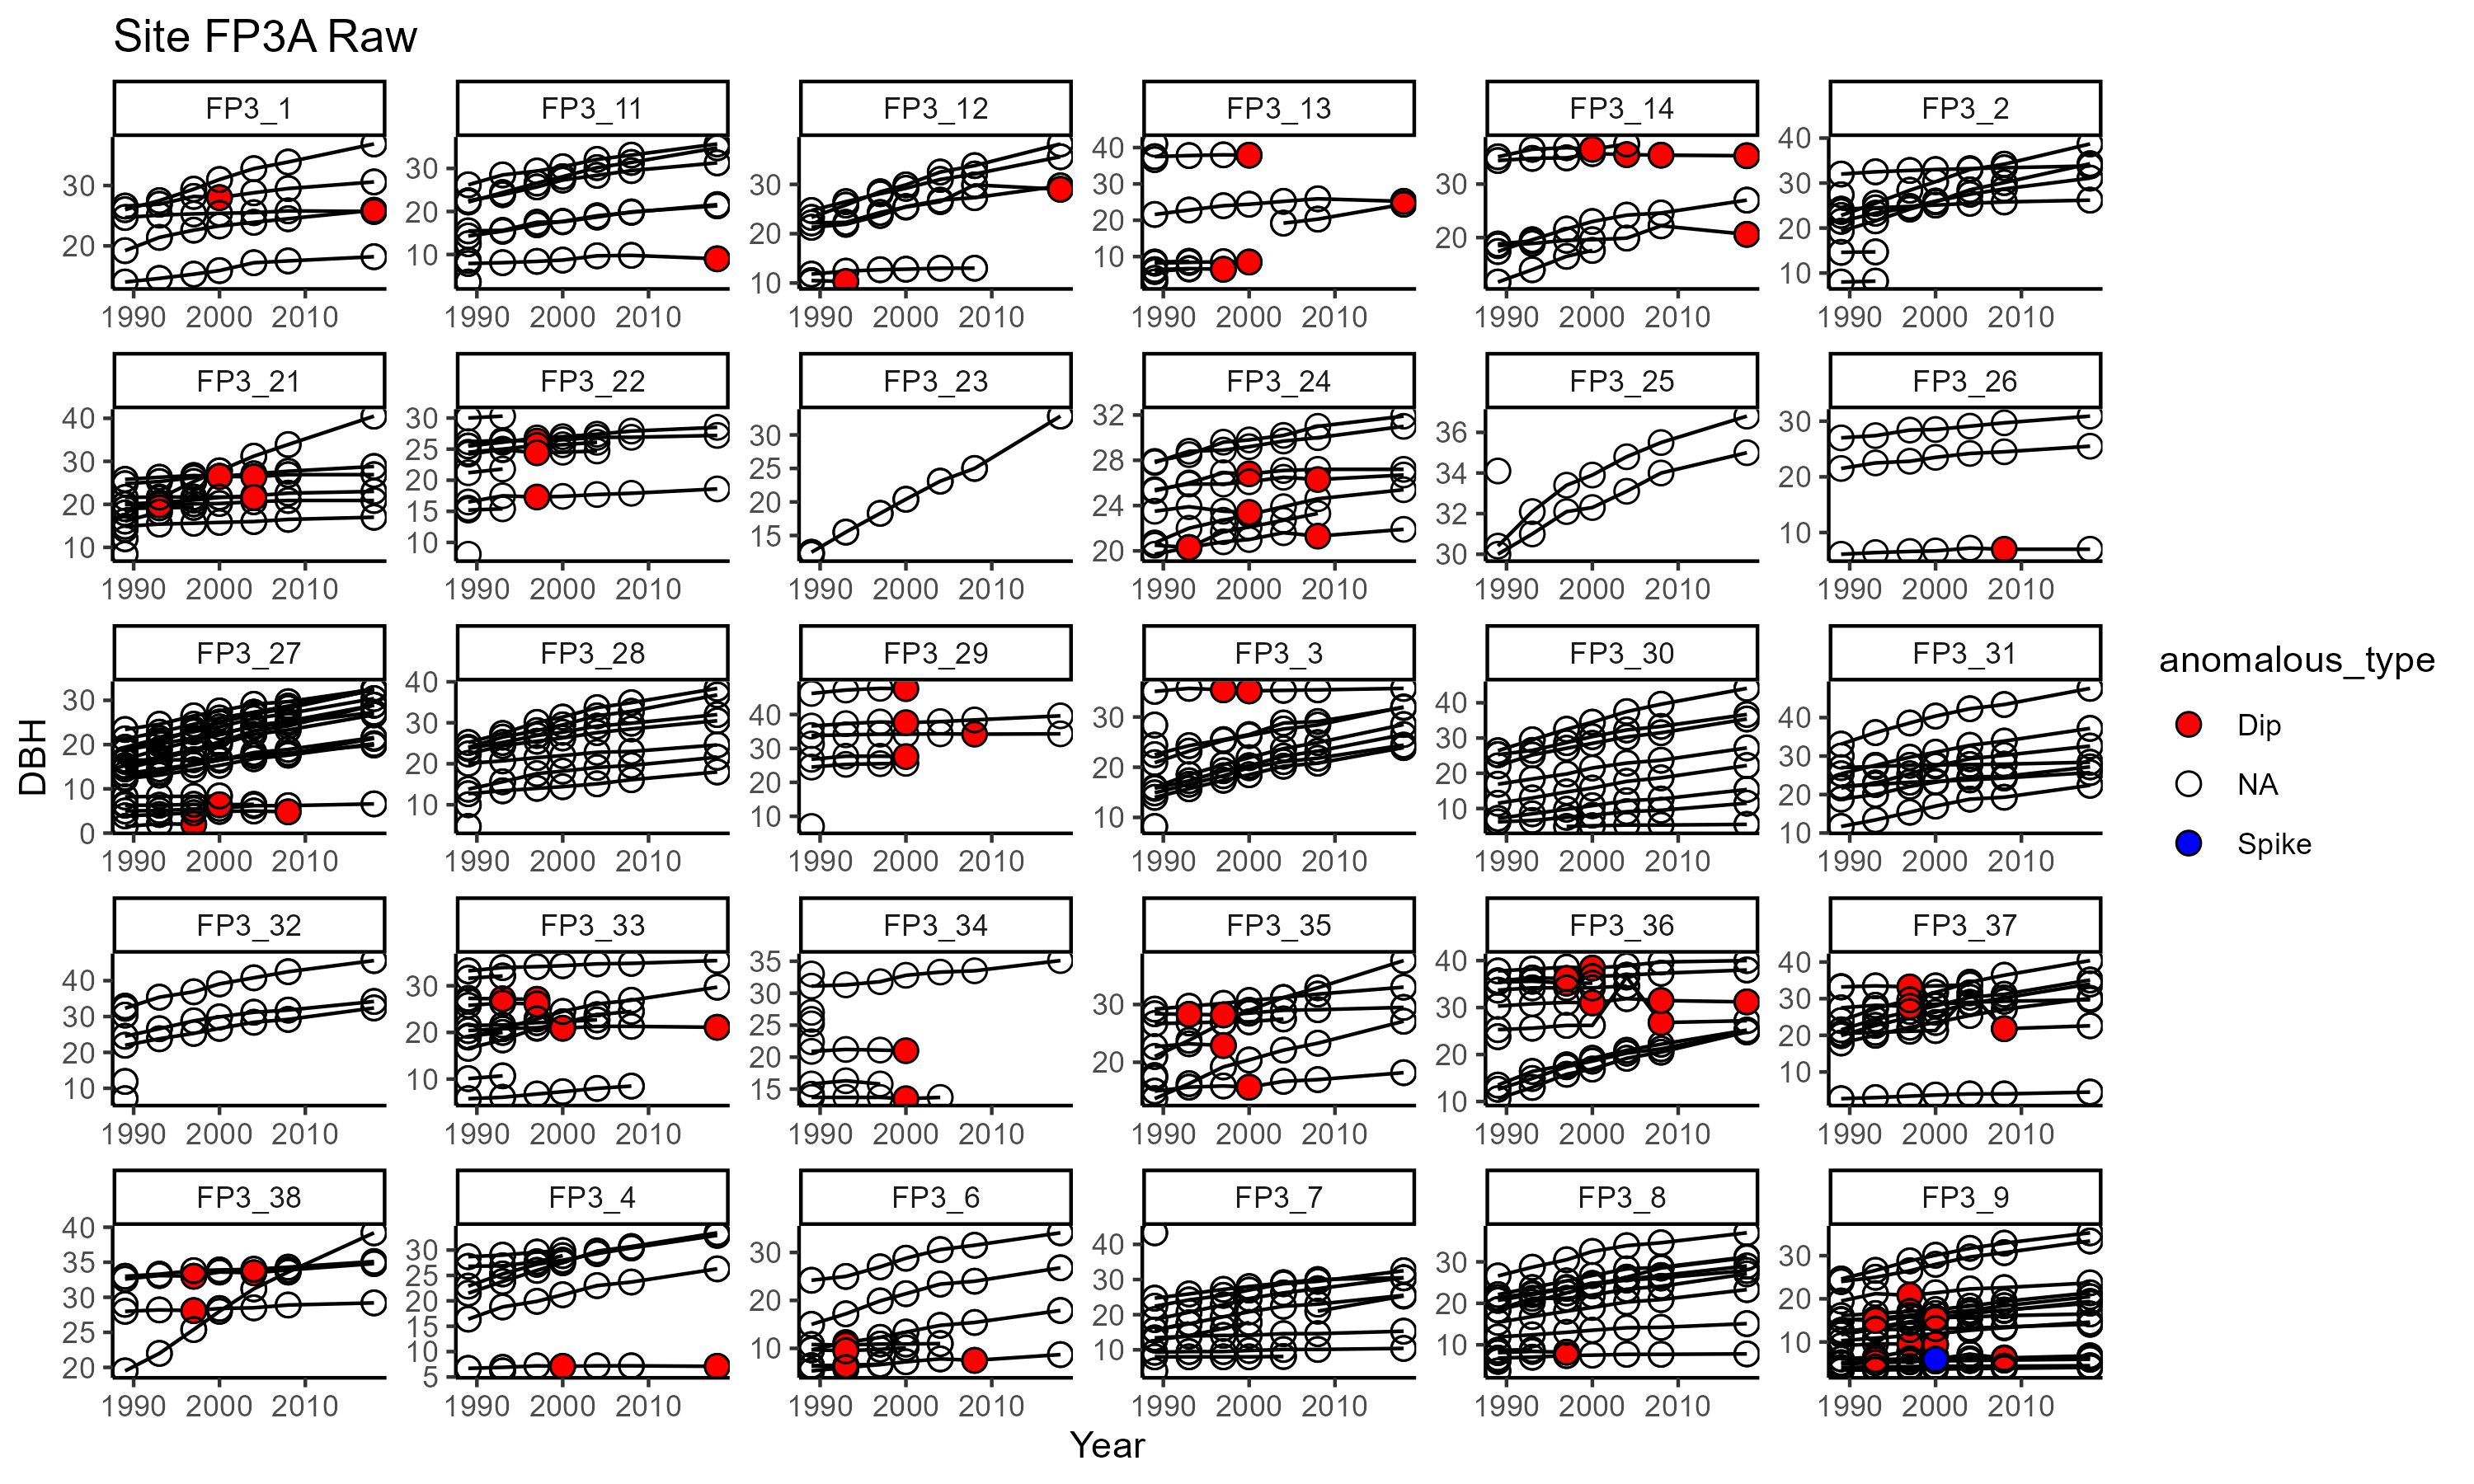 Site FP3A Raw
FP3_1 FP3_11 FP3_12 FP3_13 FP3_14 FP3_2
30 20
30 20 10
30 20 10
40 30 20 10
30 20
40 30 20 10
1990 2000 2010 1990 2000 2010 1990 2000 2010 1990 2000 2010 1990 2000 2010 1990 2000 2010
FP3_21 FP3_22 FP3_23 FP3_24 FP3_25 FP3_26
40 30 20 10
30 25 20 15 10
30 25 20 15
32 28 24 20
36 34 32 30
30 20 10
1990 2000 2010 1990 2000 2010 1990 2000 2010 1990 2000 2010 1990 2000 2010 1990 2000 2010
FP3_27 FP3_28 FP3_29 FP3_3 FP3_30 FP3_31
30 20 10 0
40 30 20 10
40 30 20 10
30 20 10
40 30 20 10
40 30 20 10
1990 2000 2010 1990 2000 2010 1990 2000 2010 1990 2000 2010 1990 2000 2010 1990 2000 2010
FP3_32 FP3_33 FP3_34 FP3_35 FP3_36 FP3_37
40 30 20 10
30 20 10
35 30 25 20 15
30 20
40 30 20 10
40 30 20 10
1990 2000 2010 1990 2000 2010 1990 2000 2010 1990 2000 2010 1990 2000 2010 1990 2000 2010
FP3_38 FP3_4 FP3_6 FP3_7 FP3_8 FP3_9
40 35 30 25 20
30 25 20 15 10 5
30 20 10
40 30 20 10
30 20 10
30 20 10
1990 2000 2010 1990 2000 2010 1990 2000 2010 1990 2000 2010 1990 2000 2010 1990 2000 2010
DBH
Year
anomalous_type
Dip
NA
Spike